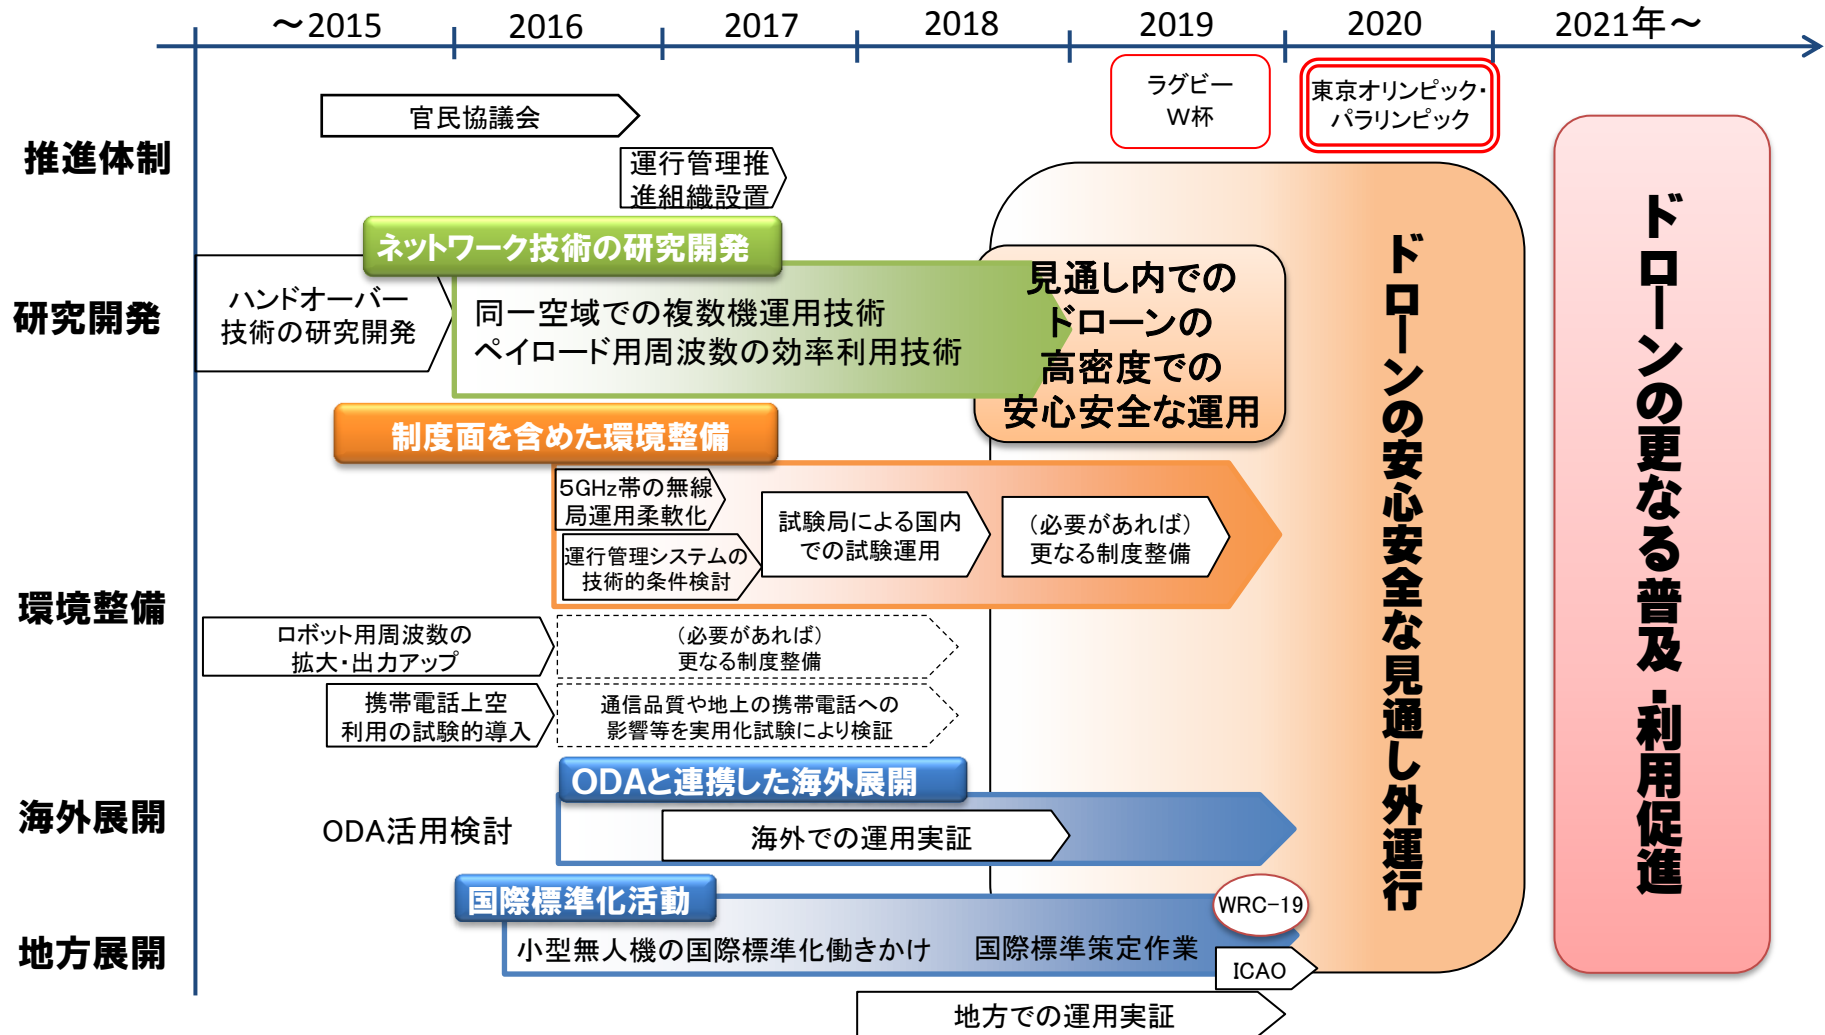 ～2015
2016
2017
2018
2019
2020
2021年～
ラグビー
W杯
東京オリンピック・
パラリンピック
推進体制
官民協議会
運行管理推
進組織設置
研究開発
ネットワーク技術の研究開発
ハンドオーバー
技術の研究開発
同一空域での複数機運用技術
ペイロード用周波数の効率利用技術
見通し内での
ドローンの
高密度での
安心安全な運用
環境整備
制度面を含めた環境整備
5GHz帯の無線
局運用柔軟化
運行管理システムの
技術的条件検討
試験局による国内
での試験運用
（必要があれば）
更なる制度整備
ロボット用周波数の
拡大・出力アップ
（必要があれば）
更なる制度整備
携帯電話上空
利用の試験的導入
通信品質や地上の携帯電話への
影響等を実用化試験により検証
海外展開
ODAと連携した海外展開
ODA活用検討
海外での運用実証
地方展開
国際標準化活動
小型無人機の国際標準化働きかけ
国際標準策定作業
WRC-19
ICAO
地方での運用実証
ドローンの安心安全な見通し外運行
ドローンの更なる普及・利用促進